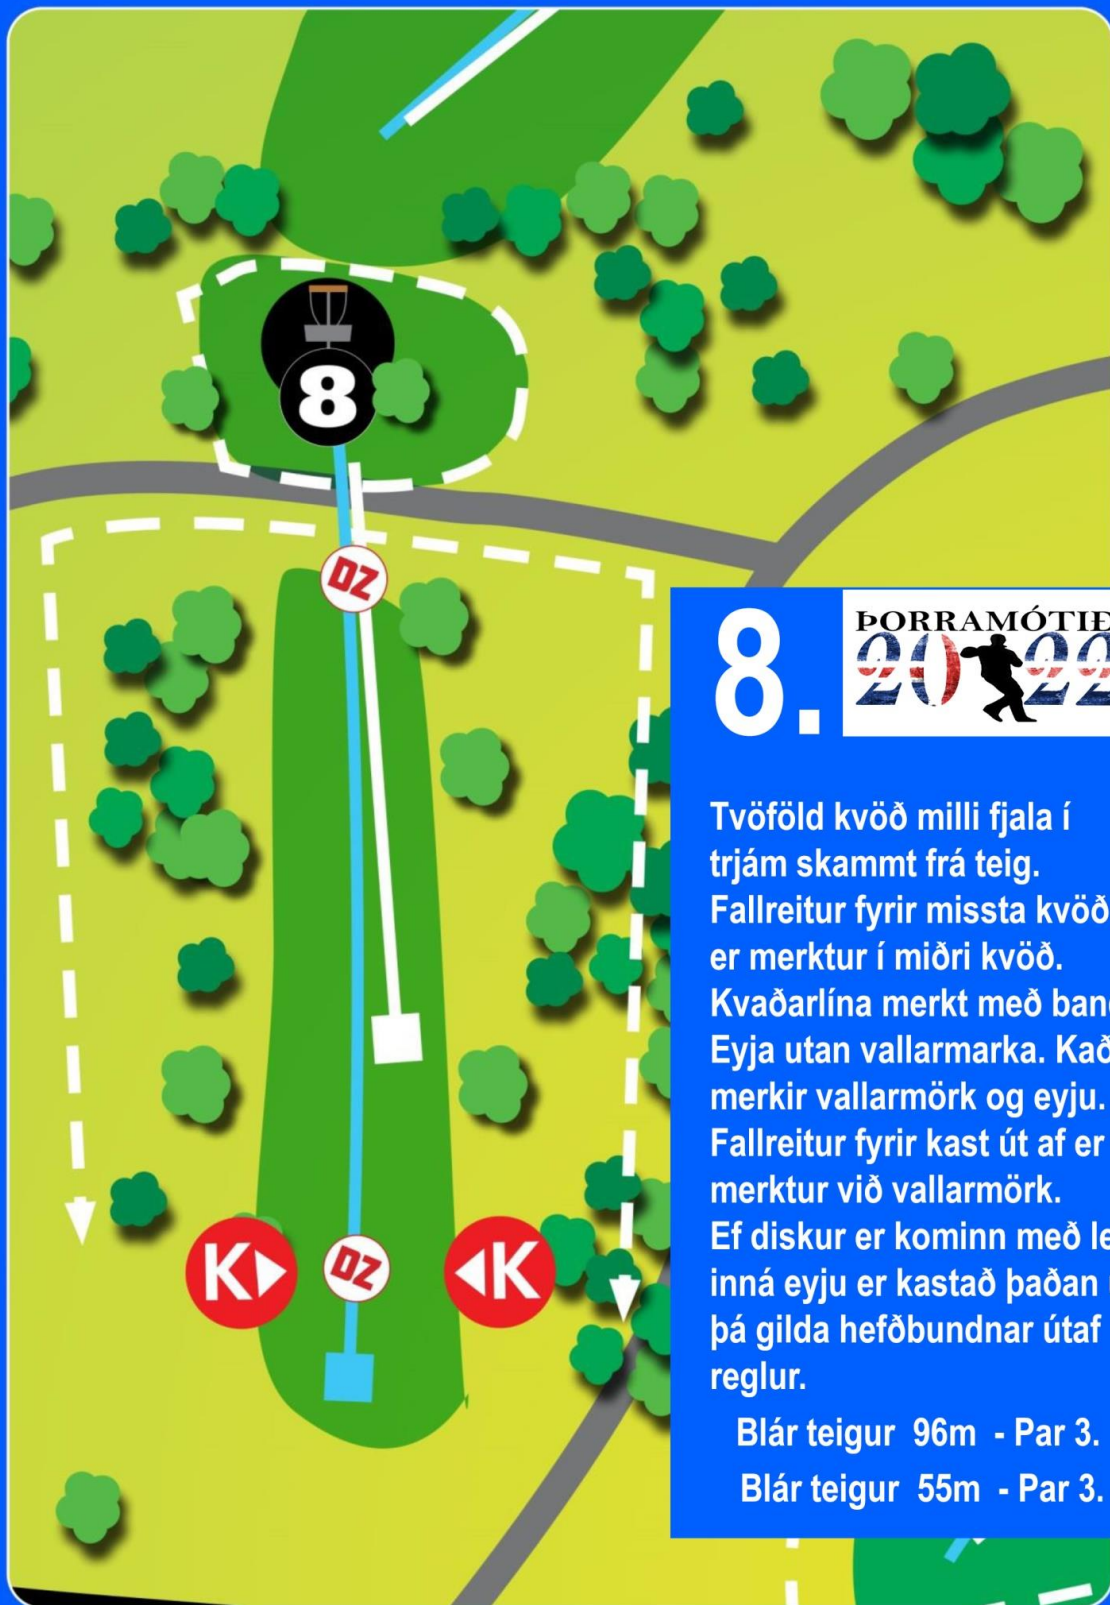 8
DZ
8.
ÞORRAMÓTIÐ
2022
Tvöföld kvöð milli fjala í
trjám skammt frá teig.
Fallreitur fyrir missta kvöð
er merktur í miðri kvöð.
Kvaðarlína merkt með
Eyja utan vallarmarka.
merkir vallarmörk og eyju.
Fallreitur fyrir kast út af er
merktur við vallarmörk.
Ef diskur er kominn með
inná eyju er kastað þaðan
þá gilda hefðbundnar útaf
reglur.
Blár teigur 96m - Par 3.
Blár teigur 55m - Par 3.
K DZ K